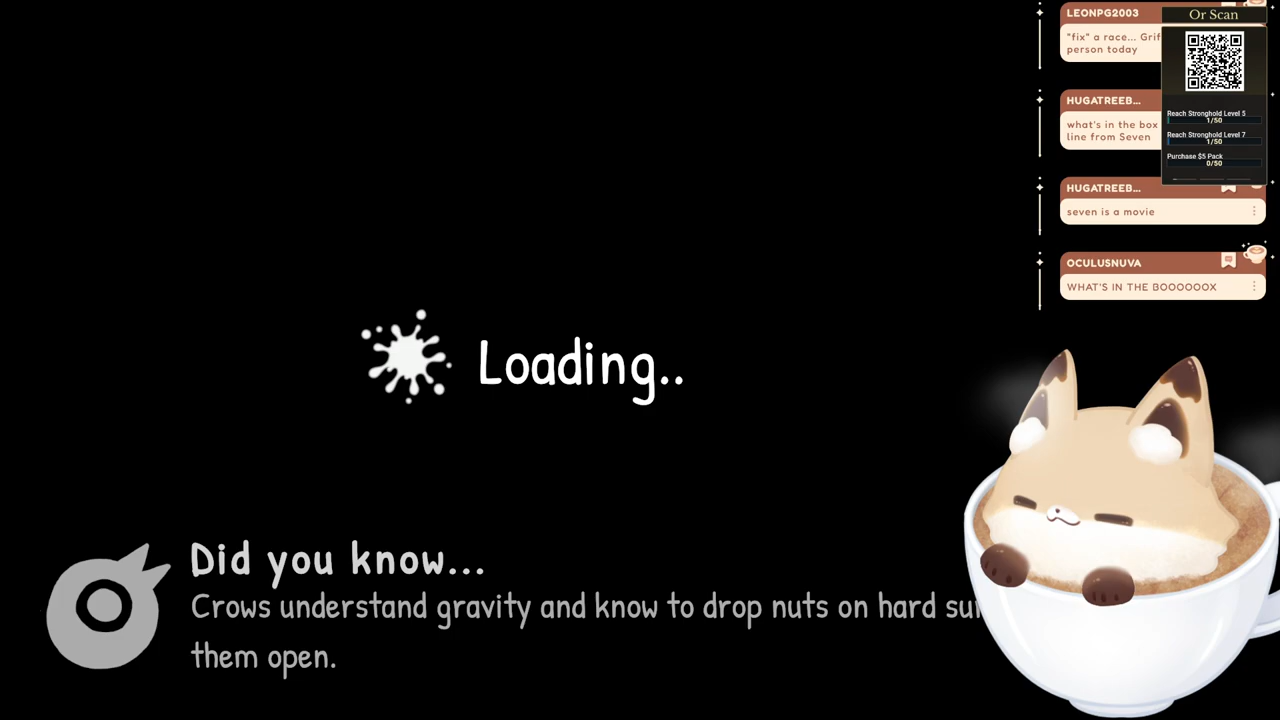 LEONPG2003
"fix" a race... Grif
person today
Or Scan
Reach Stronghold Level 5
1/50
Reach Stronghold Level 7
1/50
Purchase $5 Pack
0/50
HUGATREEB...
what's in the box
line from Seven
HUGATREEB...
seven is a movie
OCULUSNUVA
WHAT'S IN THE BOOOOOOX
Loading..
Did you know...
Crows understand gravity and know to drop nuts on hard
them open.